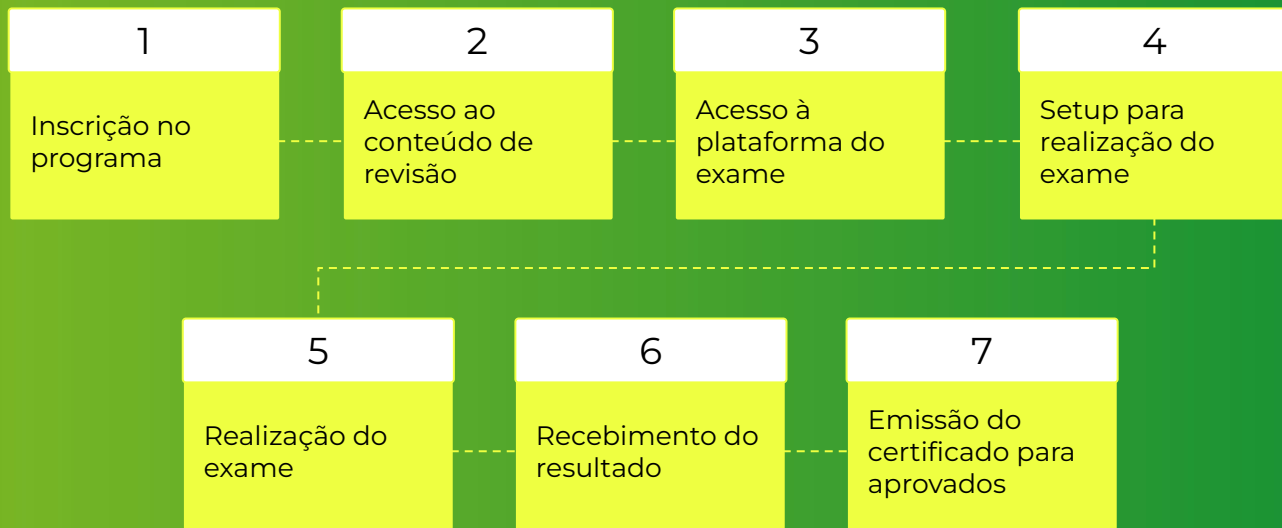 1
Inscrição no
programa
2
Acesso ao
conteúdo de
revisão
3
Acesso à
plataforma do
exame
4
Setup para
realização do
exame
5
Realização do
exame
6
Recebimento do
resultado
7
Emissão do
certificado para
aprovados